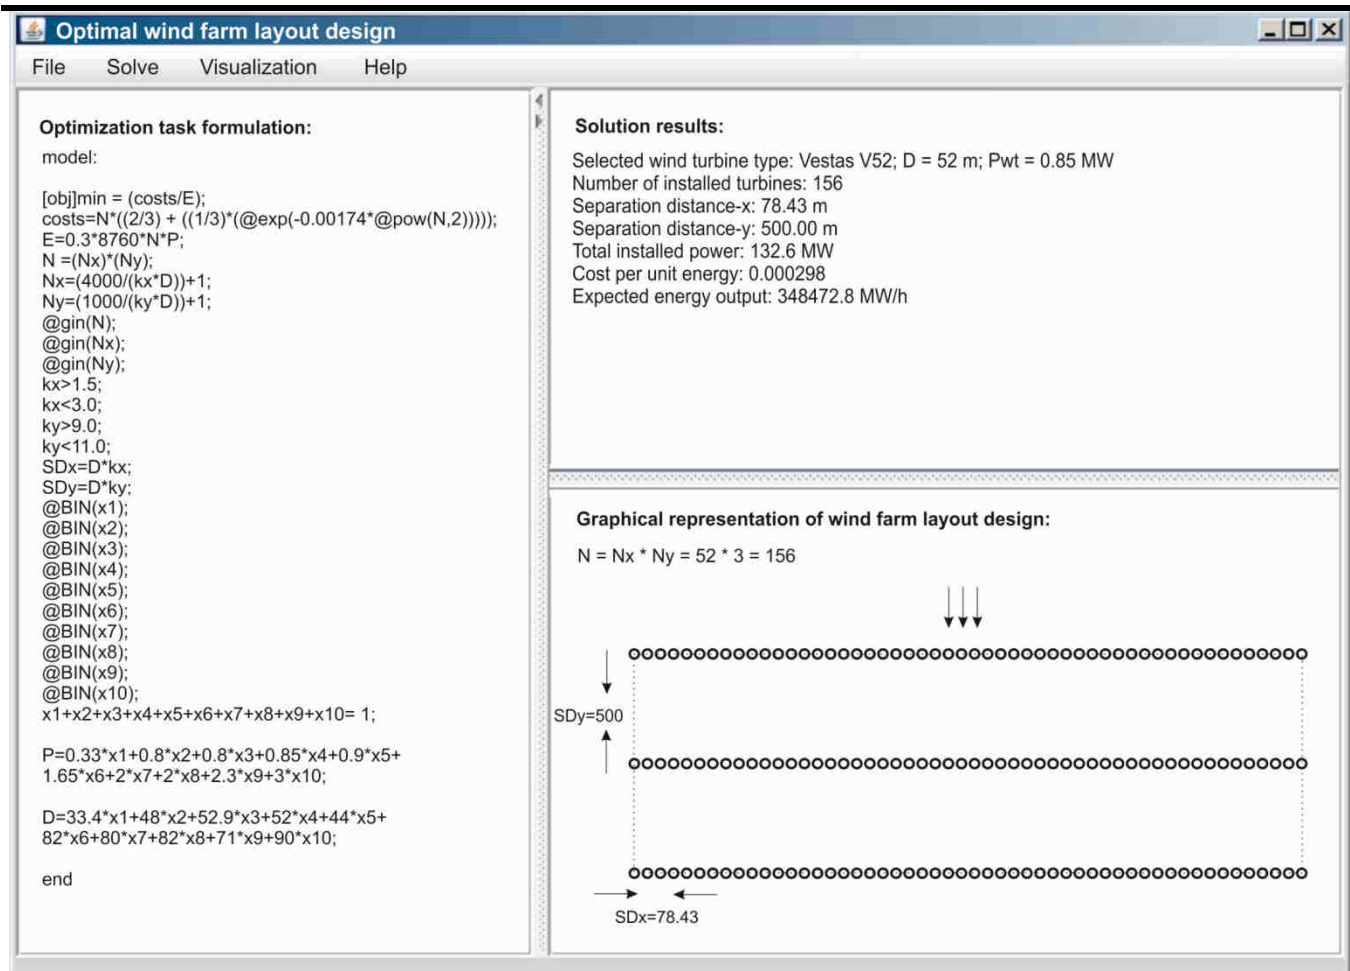 Optimal wind farm layout design
File Solve Visualization Help
Optimization task formulation:
model:
[obj]min = (costs/E);
costs=N*((2/3) + ((1/3)*(@exp(-0.00174*@pow(N,2)))));
E=0.3*8760*N*P;
N =(Nx)*(Ny);
Nx=(4000/(kx*D))+1;
Ny=(1000/(ky*D))+1;
@gin(N);
@gin(Nx);
@gin(Ny);
kx>1.5;
kx<3.0;
ky>9.0;
ky<11.0;
SDx=D*kx;
SDy=D*ky;
@BIN(x1);
@BIN(x2);
@BIN(x3);
@BIN(x4);
@BIN(x5);
@BIN(x6);
@BIN(x7);
@BIN(x8);
@BIN(x9);
@BIN(x10);
x1+x2+x3+x4+x5+x6+x7+x8+x9+x10= 1;
P=0.33*x1+0.8*x2+0.8*x3+0.85*x4+0.9*x5+
1.65*x6+2*x7+2*x8+2.3*x9+3*x10;
D=33.4*x1+48*x2+52.9*x3+52*x4+44*x5+
82*x6+80*x7+82*x8+71*x9+90*x10;
end
Solution results:
Selected wind turbine type: Vestas V52; D = 52 m; Pwt = 0.85 MW
Number of installed turbines: 156
Separation distance-x: 78.43 m
Separation distance-y: 500.00 m
Total installed power: 132.6 MW
Cost per unit energy: 0.000298
Expected energy output: 348472.8 MW/h
Graphical representation of wind farm layout design:
N = Nx * Ny = 52 * 3 = 156
SDy=500
SDx=78.43